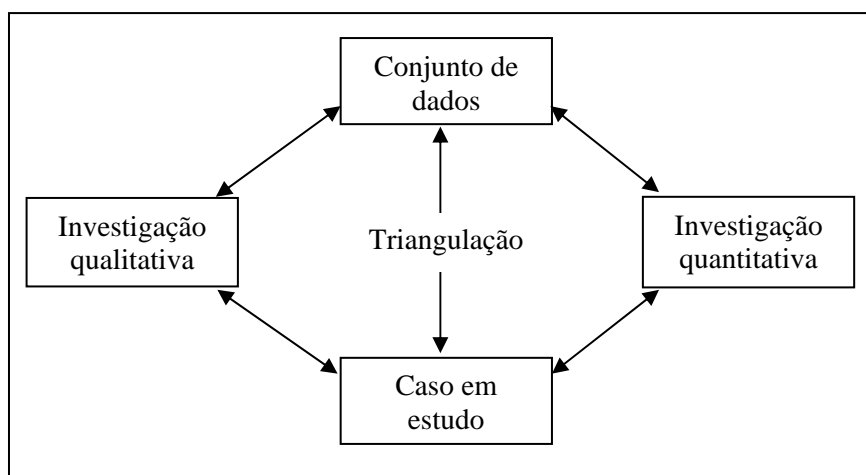 Conjunto de
dados
Investigação
qualitativa
Triangulação
Investigação
quantitativa
Caso em
estudo